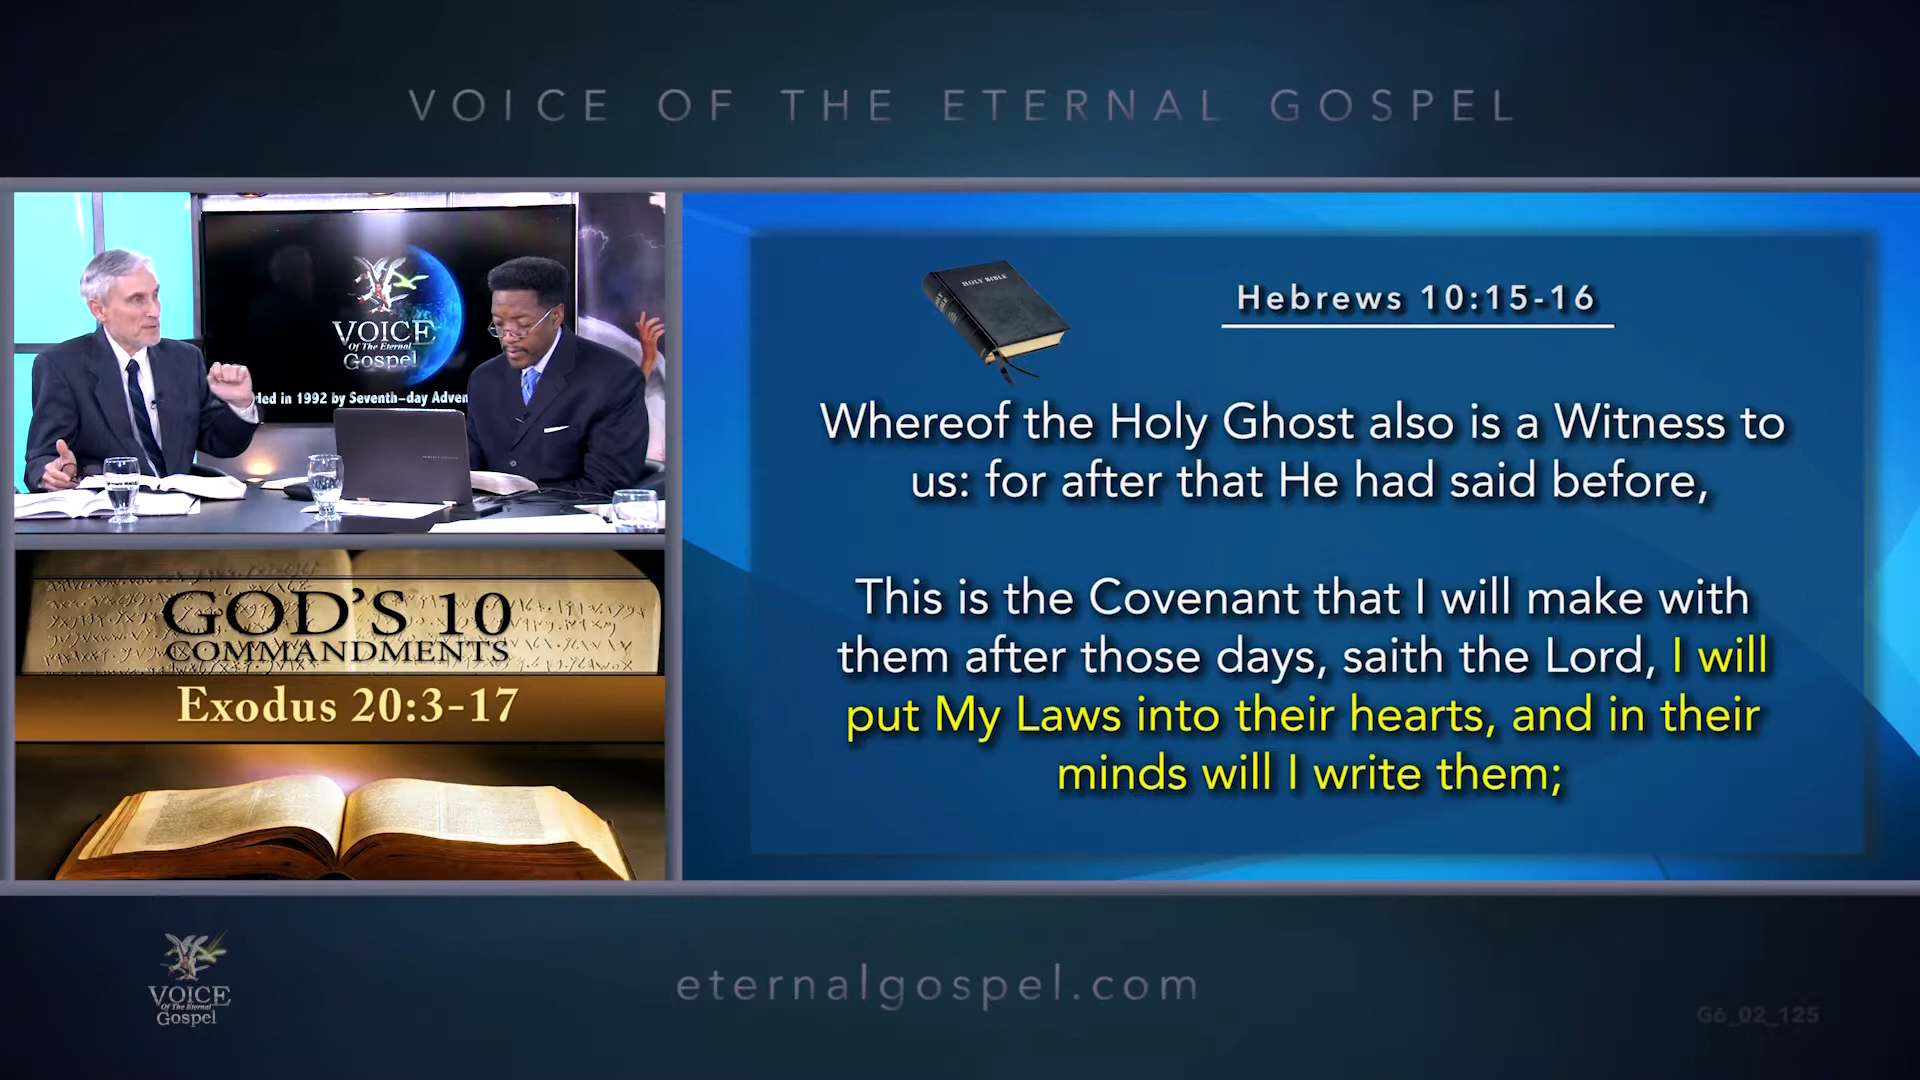 VOICE OF THE ETERNAL GOSPEL
VOICE
Of The Eternal
Gospel
ded in 1992 by Seventh-day Adven
GOD'S 10
COMMANDMENTS
Exodus 20:3-17
HOLY BIBLE
Hebrews 10:15-16
Whereof the Holy Ghost also is a Witness to
us: for after that He had said before,
This is the Covenant that I will make with
them after those days, saith the Lord, I will
put My Laws into their hearts, and in their
minds will I write them;
VOICE
Of The Eternal
Gospel
eternalgospel.com
G6_02_125